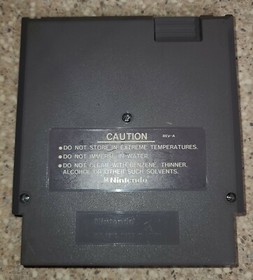 CAUTION REV-A
•DO NOT STORE IN EXTREME TEMPERATURES.
•DO NOT IMMERSE IN WATER.
•DO NOT CLEAN WITH BENZENE, THINNER,
ALCOHOL OR OTHER SUCH SOLVENTS.
Nintendo